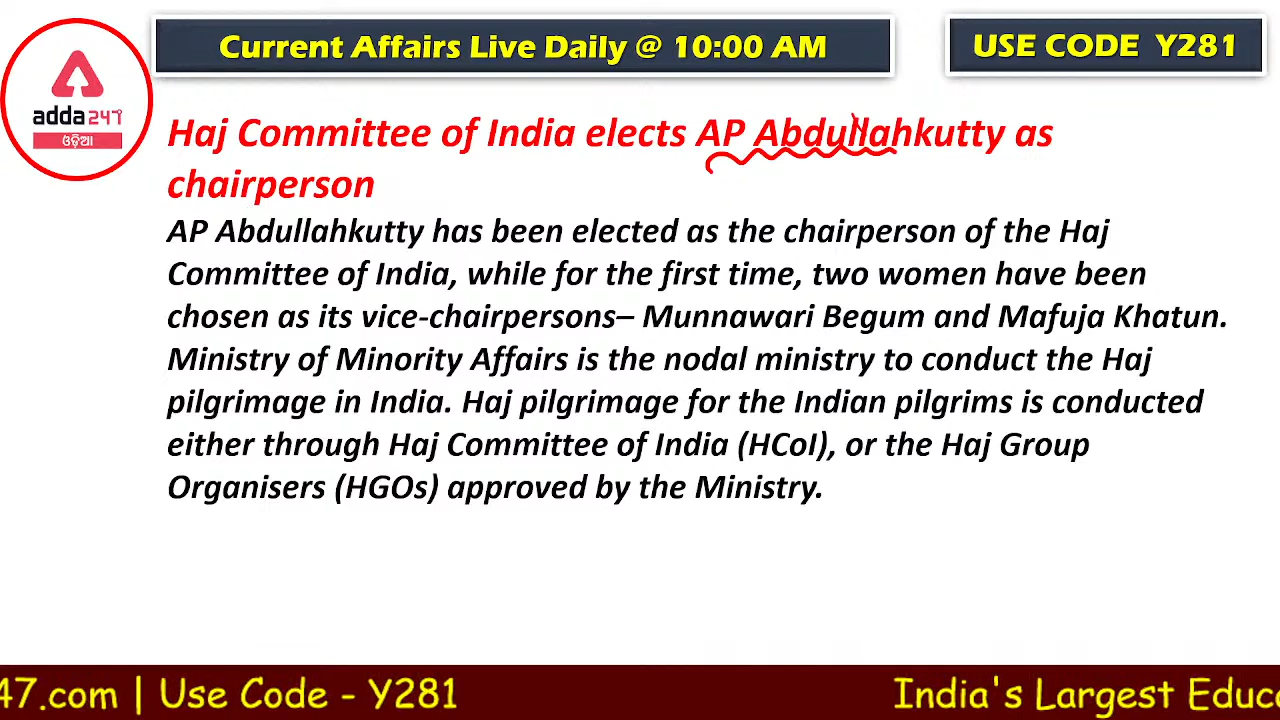 Current Affairs Live Daily @ 10:00 AM
USE CODE Y281
adda247
ଓଡ଼ିଆ
Haj Committee of India elects AP Abdullahkutty as
chairperson
AP Abdullahkutty has been elected as the chairperson of the Haj
Committee of India, while for the first time, two women have been
chosen as its vice-chairpersons– Munnawari Begum and Mafuja Khatun.
Ministry of Minority Affairs is the nodal ministry to conduct the Haj
pilgrimage in India. Haj pilgrimage for the Indian pilgrims is conducted
either through Haj Committee of India (HCoI), or the Haj Group
Organisers (HGOs) approved by the Ministry.
47.com | Use Code - Y281
India's Largest Educa